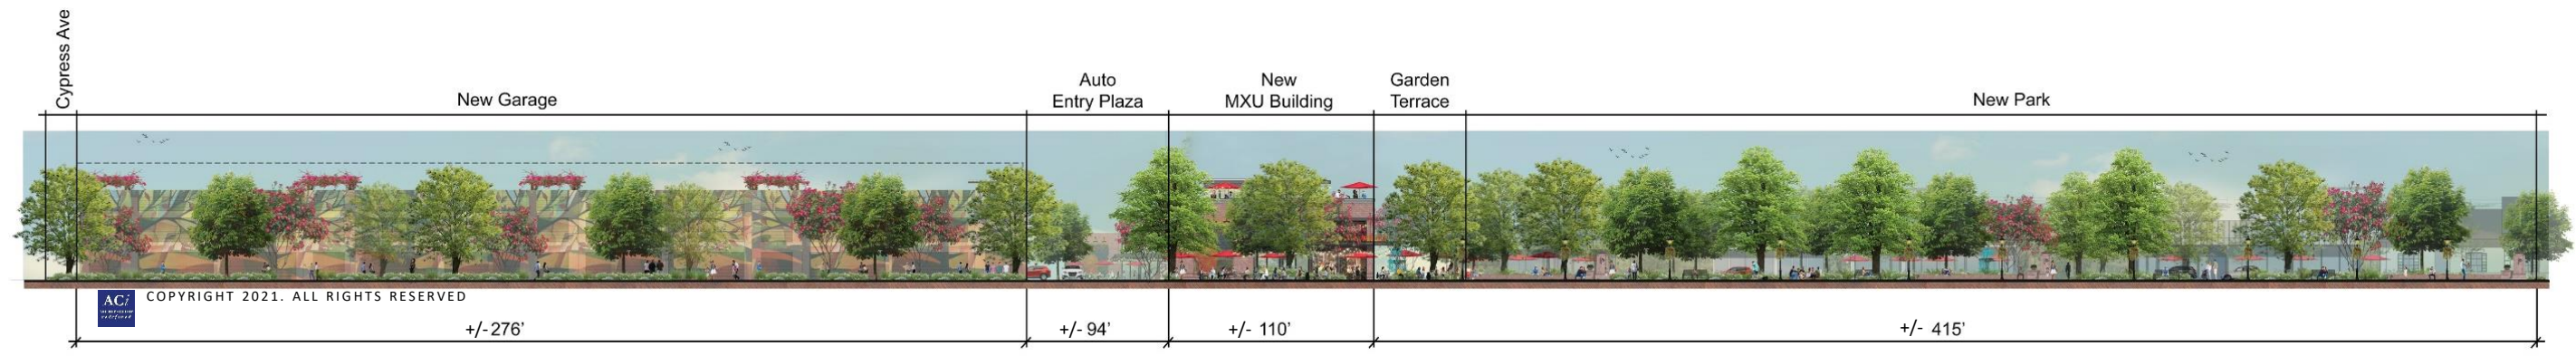 Cypress Ave
New Garage
Auto
Entry Plaza
New
MXU Building
Garden
Terrace
New Park
ACi
COPYRIGHT 2021. ALL RIGHTS RESERVED
+/- 276'
+/- 94'
+/- 110'
+/- 415'